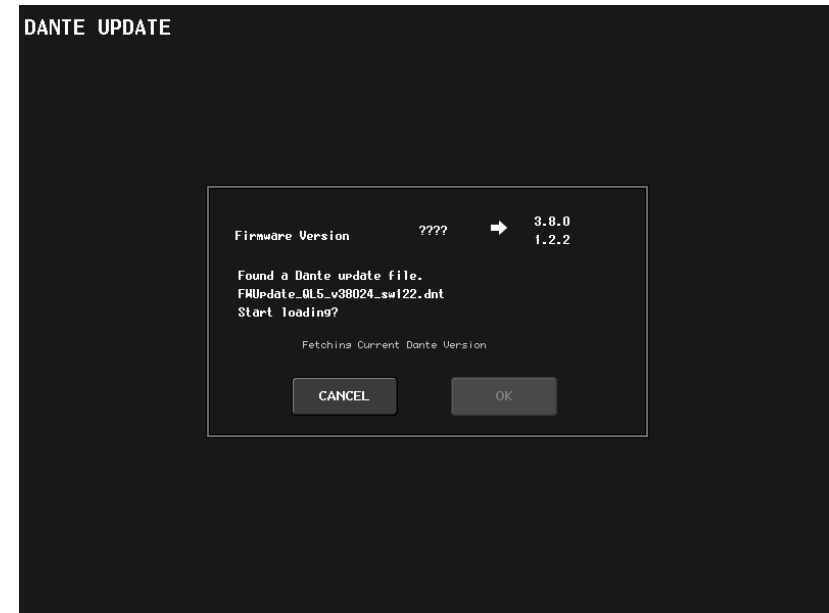 DANTE UPDATE
Firmware Version ???? ➡ 3.8.0
1.2.2
Found a Dante update file.
FWUpdate_QL5_v38024_sw122.dnt
Start loading?
Fetching Current Dante Version
CANCEL OK